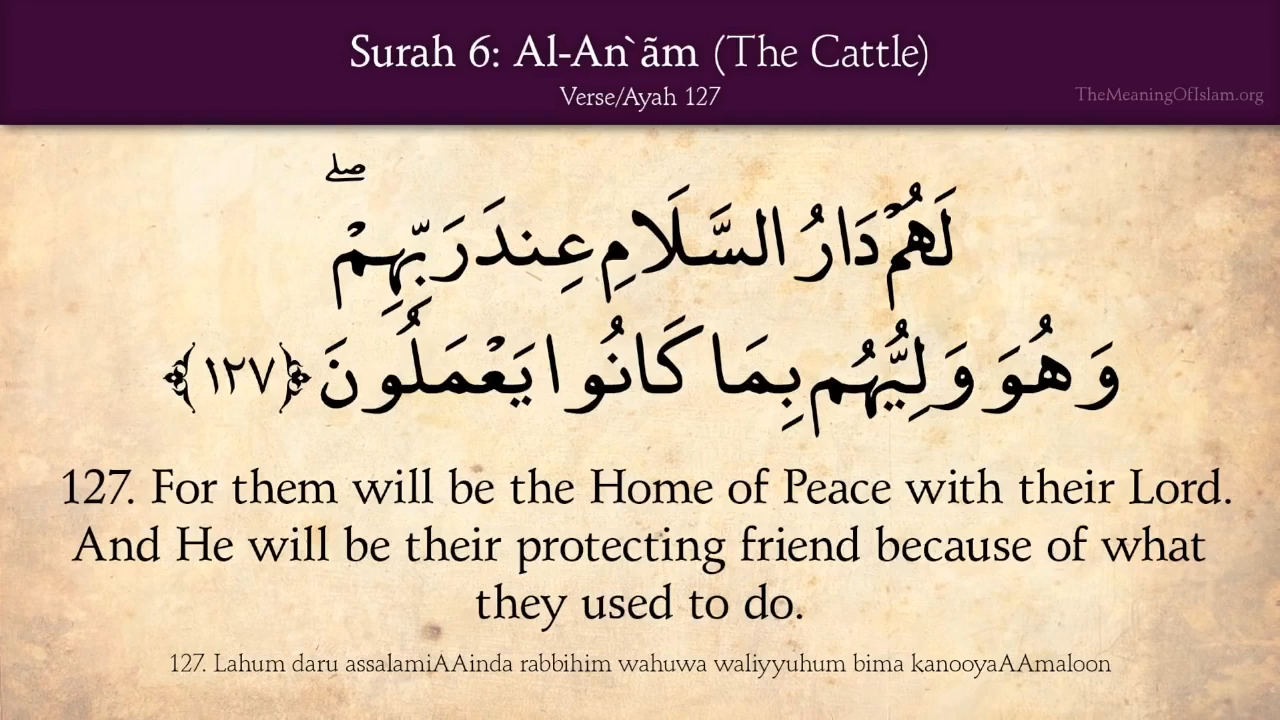 Surah 6: Al-An`ãm (The Cattle)
Verse/Ayah 127
TheMeaningOfIslam.org
لَهُمْ دَارُ السَّلَامِ عِندَ رَبِّهِمْ ۖ
وَهُوَ وَلِيُّهُم بِمَا كَانُوا يَعْمَلُونَ ﴿١٢٧﴾
127. For them will be the Home of Peace with their Lord.
And He will be their protecting friend because of what
they used to do.
127. Lahum daru assalamiAAinda rabbihim wahuwa waliyyuhum bima kanooyaAAmaloon